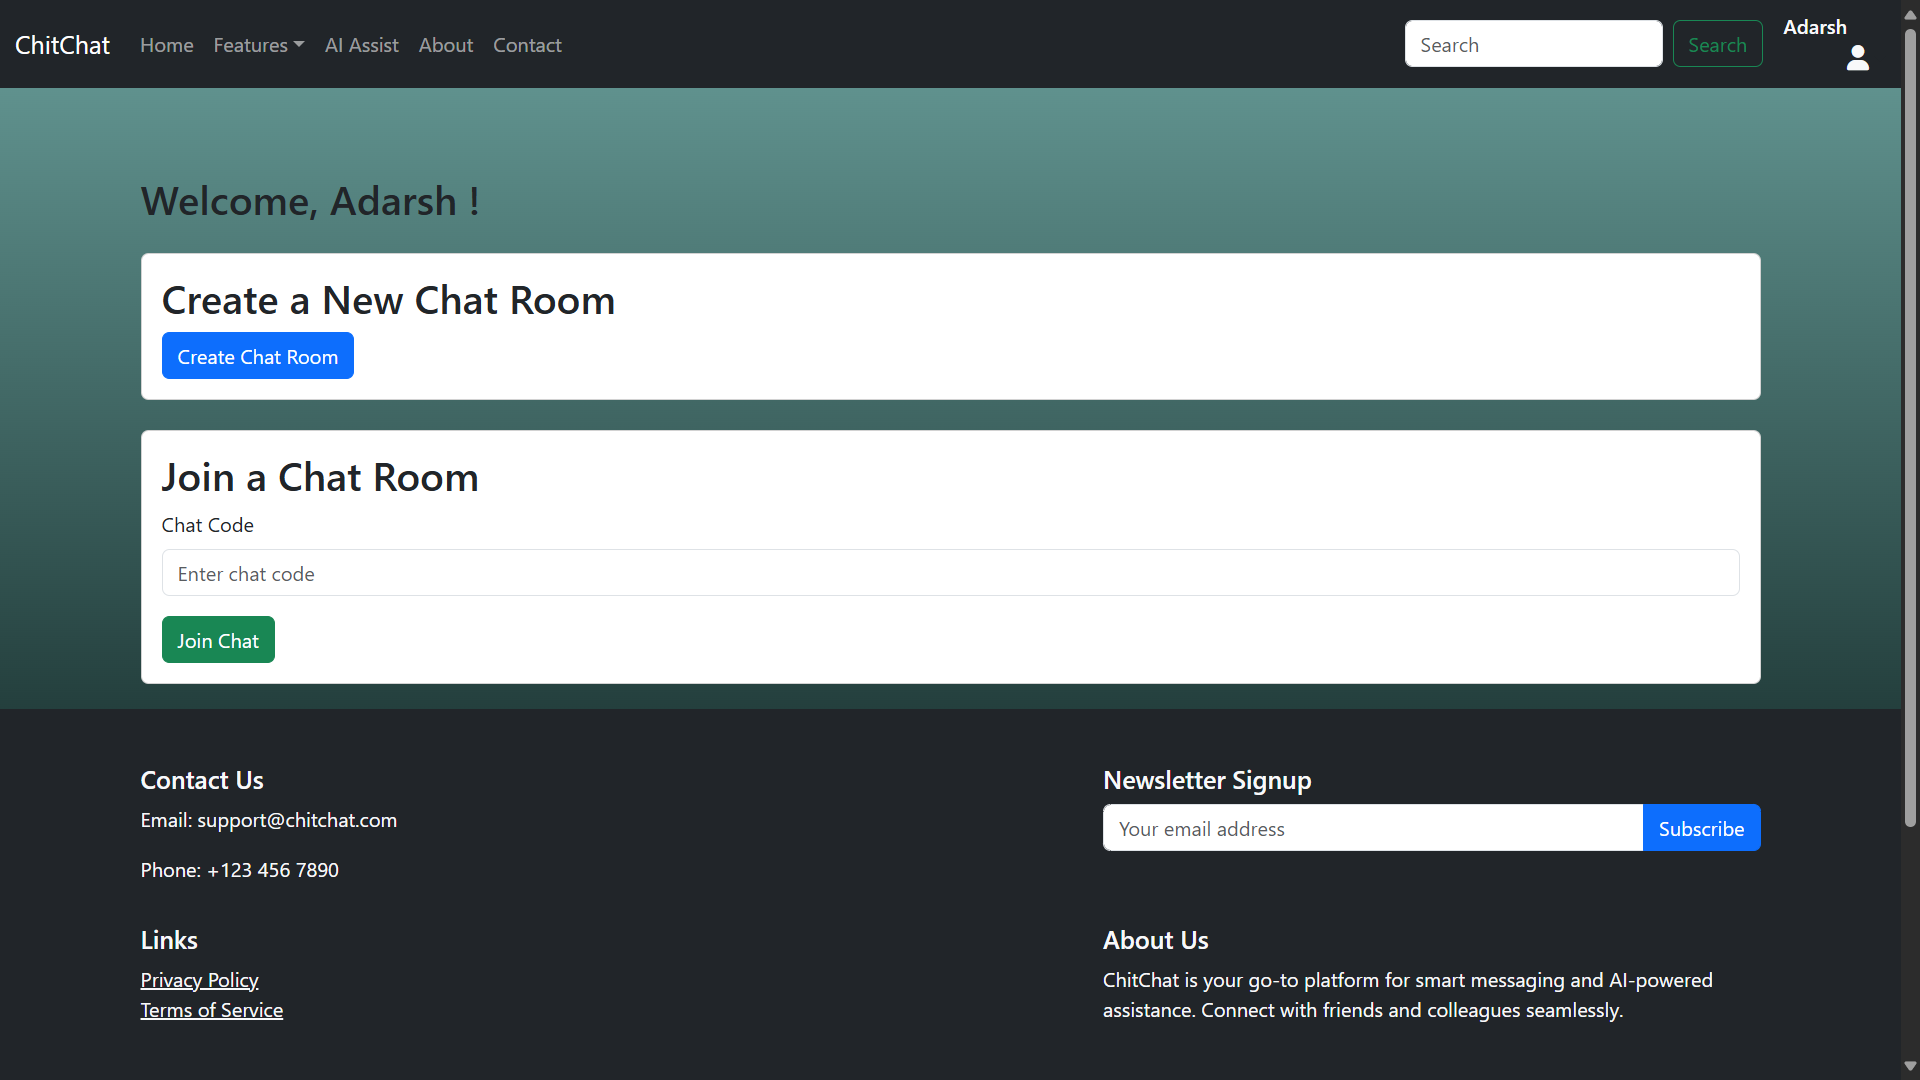 ChitChat Home Features AI Assist About Contact Search Search Adarsh
Welcome, Adarsh !
Create a New Chat Room
Create Chat Room
Join a Chat Room
Chat Code
Enter chat code
Join Chat
Contact Us
Email: support@chitchat.com
Phone: +123 456 7890
Newsletter Signup
Your email address Subscribe
Links
Privacy Policy
Terms of Service
About Us
ChitChat is your go-to platform for smart messaging and AI-powered
assistance. Connect with friends and colleagues seamlessly.